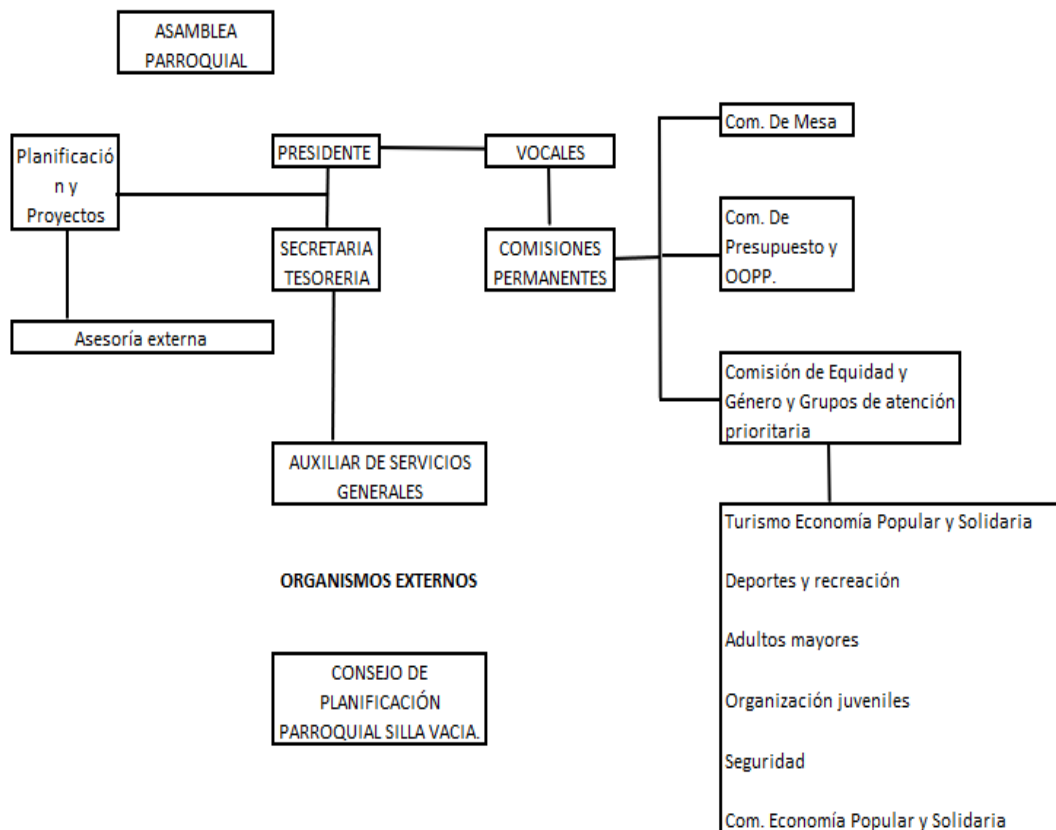 ASAMBLEA
PARROQUIAL
Planificació
n y
Proyectos
PRESIDENTE
VOCALES
Com. De Mesa
SECRETARIA
TESORERIA
COMISIONES
PERMANENTES
Com. De
Presupuesto y
OOPP.
Asesoría externa
Comisión de Equidad y
Género y Grupos de atención
prioritaria
AUXILIAR DE SERVICIOS
GENERALES
Turismo Economía Popular y Solidaria
Deportes y recreación
Adultos mayores
Organización juveniles
Seguridad
Com. Economía Popular y Solidaria
ORGANISMOS EXTERNOS
CONSEJO DE
PLANIFICACIÓN
PARROQUIAL SILLA VACIA.